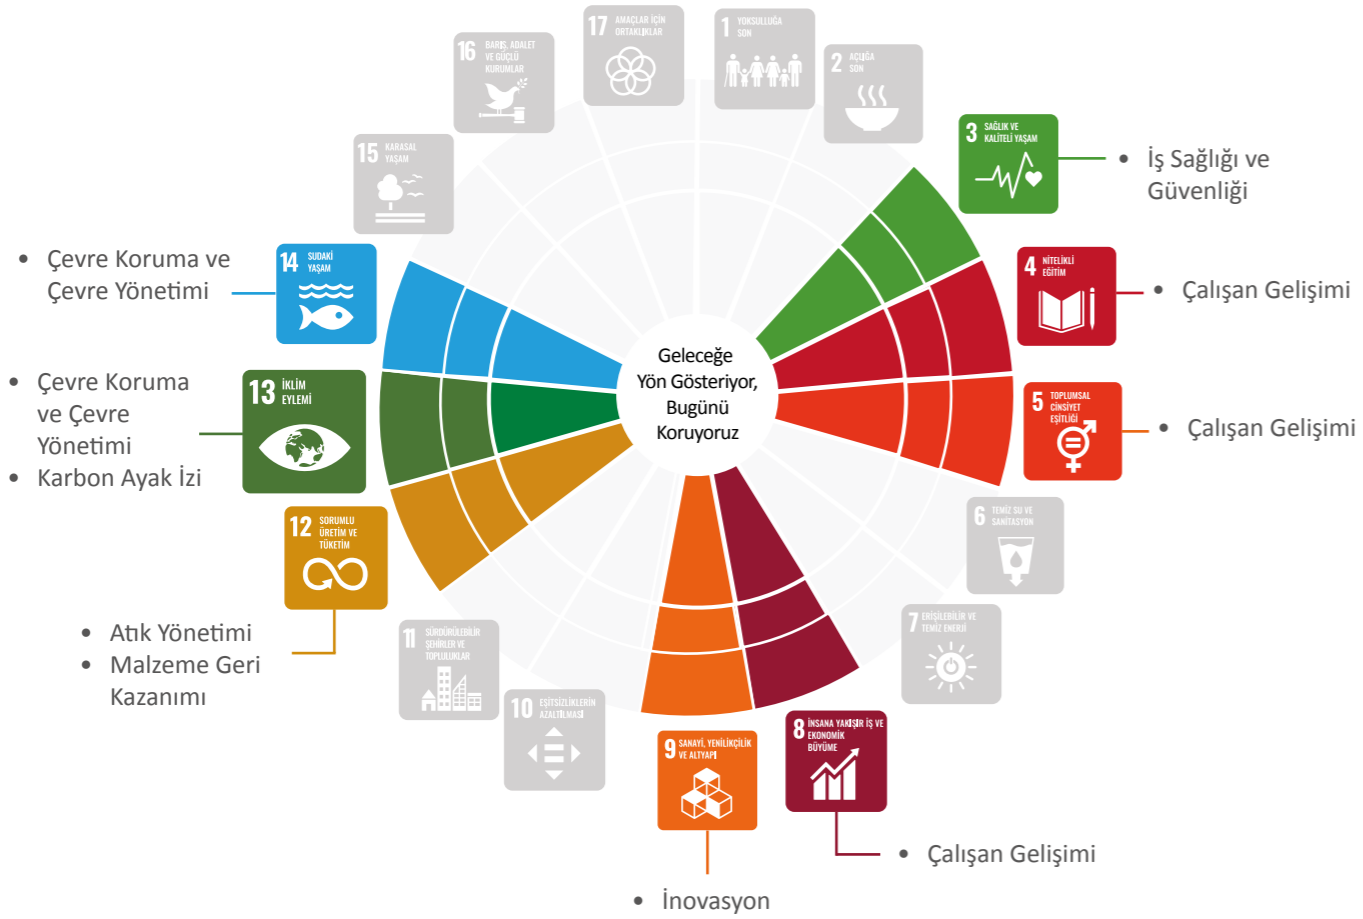 17 AMAÇLAR İÇİN
ORTAKLIKLAR
1 YOKSULLUĞA
SON
2 AÇLIĞA
SON
3 SAĞLIK VE
KALİTELİ YAŞAM
• İş Sağlığı ve
Güvenliği
4 NİTELİKLİ
EĞİTİM
• Çalışan Gelişimi
5 TOPLUMSAL
CİNSİYET
EŞİTLİĞİ
• Çalışan Gelişimi
6 TEMİZ SU VE
SANİTASYON
7 ERİŞİLEBİLİR VE
TEMİZ ENERJİ
8 İNSANA YAKIŞIR İŞ VE
EKONOMİK
BÜYÜME
• Çalışan Gelişimi
9 SANAYİ, YENİLİKÇİLİK
VE ALTYAPI
• İnovasyon
10 EŞİTSİZLİKLERİN
AZALTILMASI
11 SÜRDÜRÜLEBİLİR
ŞEHİRLER VE
TOPLULUKLAR
12 SORUMLU
ÜRETİM VE
TÜKETİM
• Atık Yönetimi
• Malzeme Geri
Kazanımı
13 İKLİM
EYLEMİ
• Çevre Koruma
ve Çevre
Yönetimi
• Karbon Ayak İzi
14 SUDAKİ
YAŞAM
• Çevre Koruma ve
Çevre Yönetimi
15 KARASAL
YAŞAM
16 BARIŞ, ADALET
VE GÜÇLÜ
KURUMLAR
Geleceğe
Yön Gösteriyor,
Bugünü
Koruyoruz